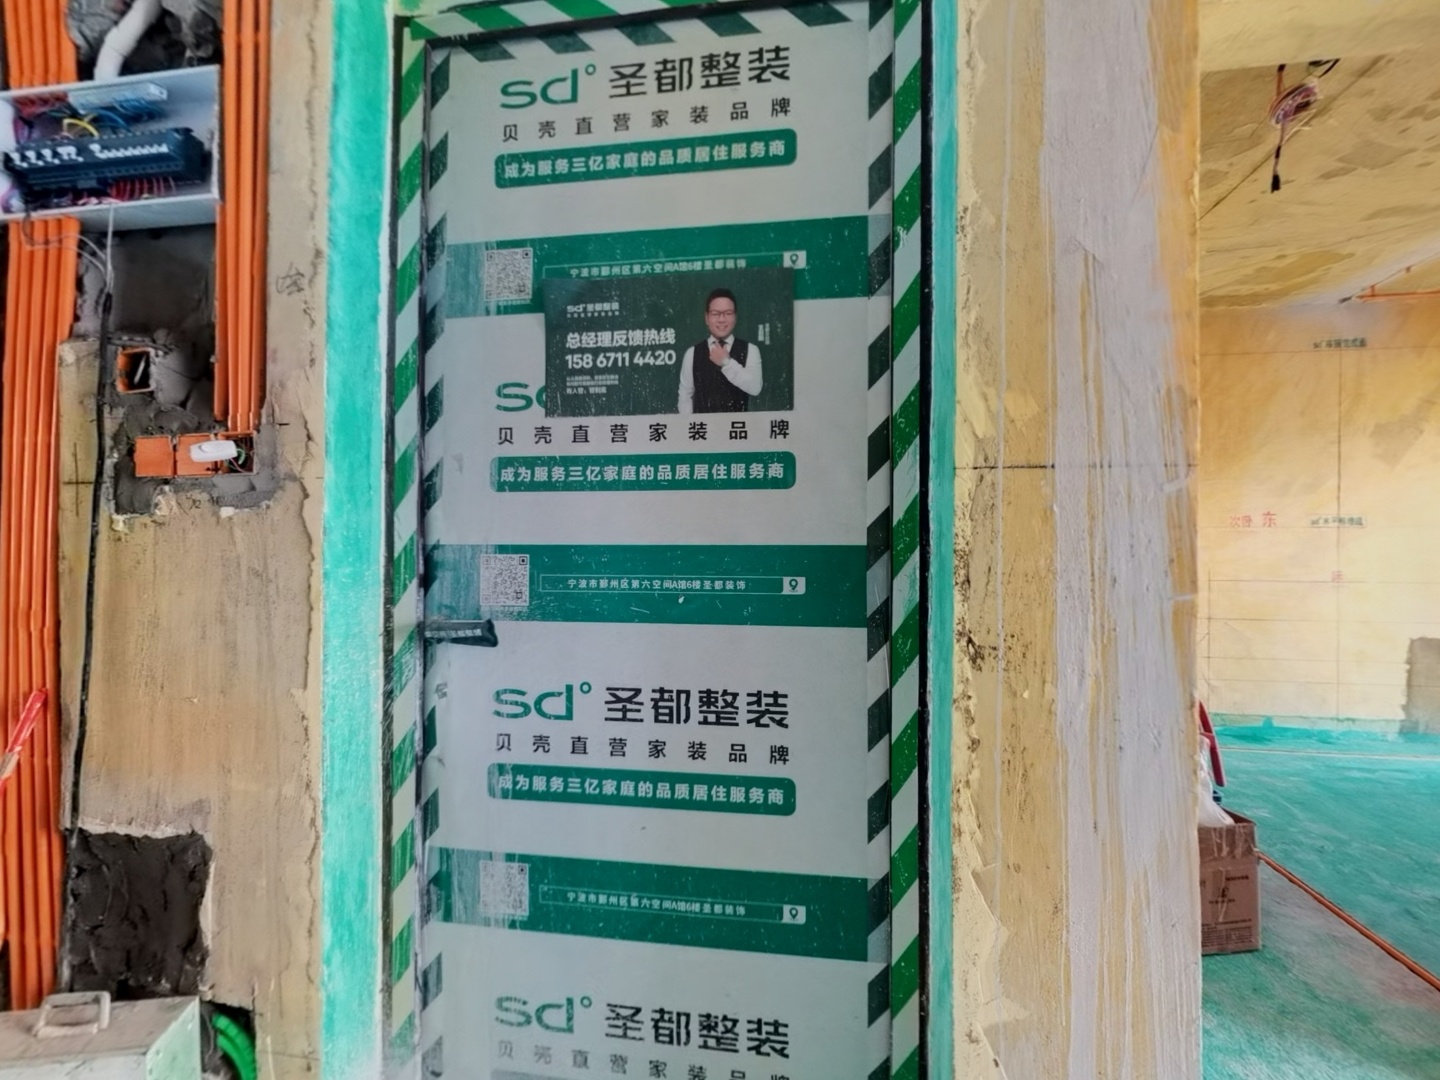 sd°圣都整装
贝壳直营家装品牌
成为服务三亿家庭的品质居住服务商
宁波市鄞州区第六空间A馆6楼圣都装饰
sd°圣都整装
总经理反馈热线
158 6711 4420
贝壳直营家装品牌
成为服务三亿家庭的品质居住服务商
宁波市鄞州区第六空间A馆6楼圣都装饰
sd°圣都整装
贝壳直营家装品牌
成为服务三亿家庭的品质居住服务商
宁波市鄞州区第六空间A馆6楼圣都装饰
sd°圣都整装
贝壳直营家装品牌
次卧 东